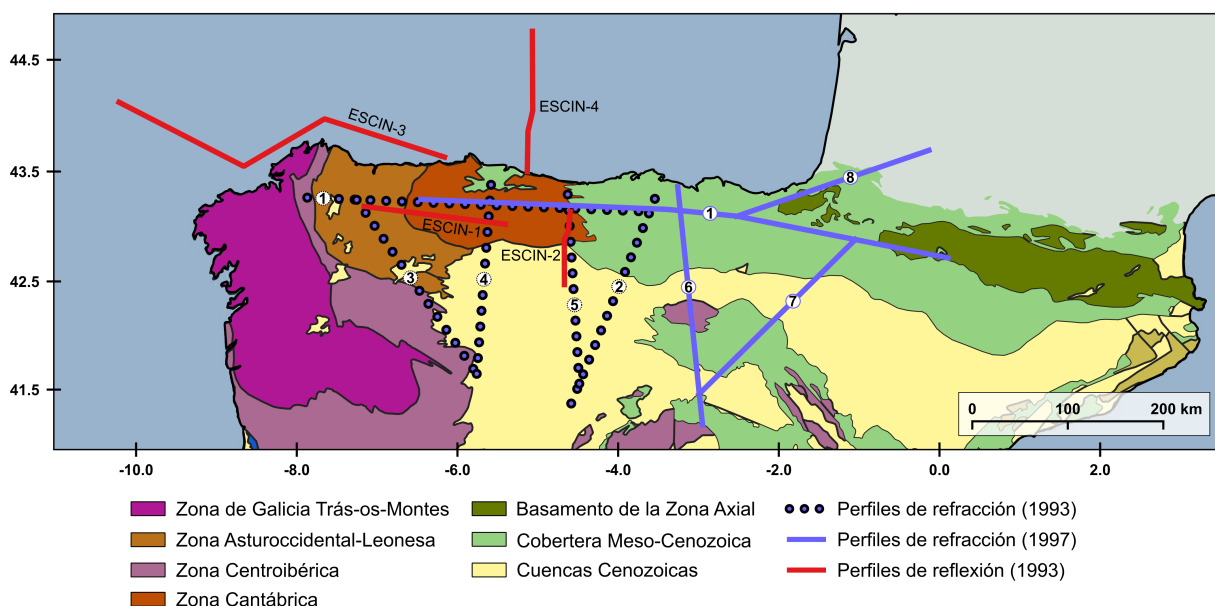 44.5
43.5
42.5
41.5
ESCIN-4
ESCIN-3
8
1
1
ESCIN-1
ESCIN-2
3
4
5
2
6
7
0 100 200 km
-10.0 -8.0 -6.0 -4.0 -2.0 0.0 2.0
Zona de Galicia Trás-os-Montes
Zona Asturoccidental-Leonesa
Zona Centroibérica
Zona Cantábrica
Basamento de la Zona Axial
Cobertera Meso-Cenozoica
Cuencas Cenozoicas
Perfiles de refracción (1993)
Perfiles de refracción (1997)
Perfiles de reflexión (1993)